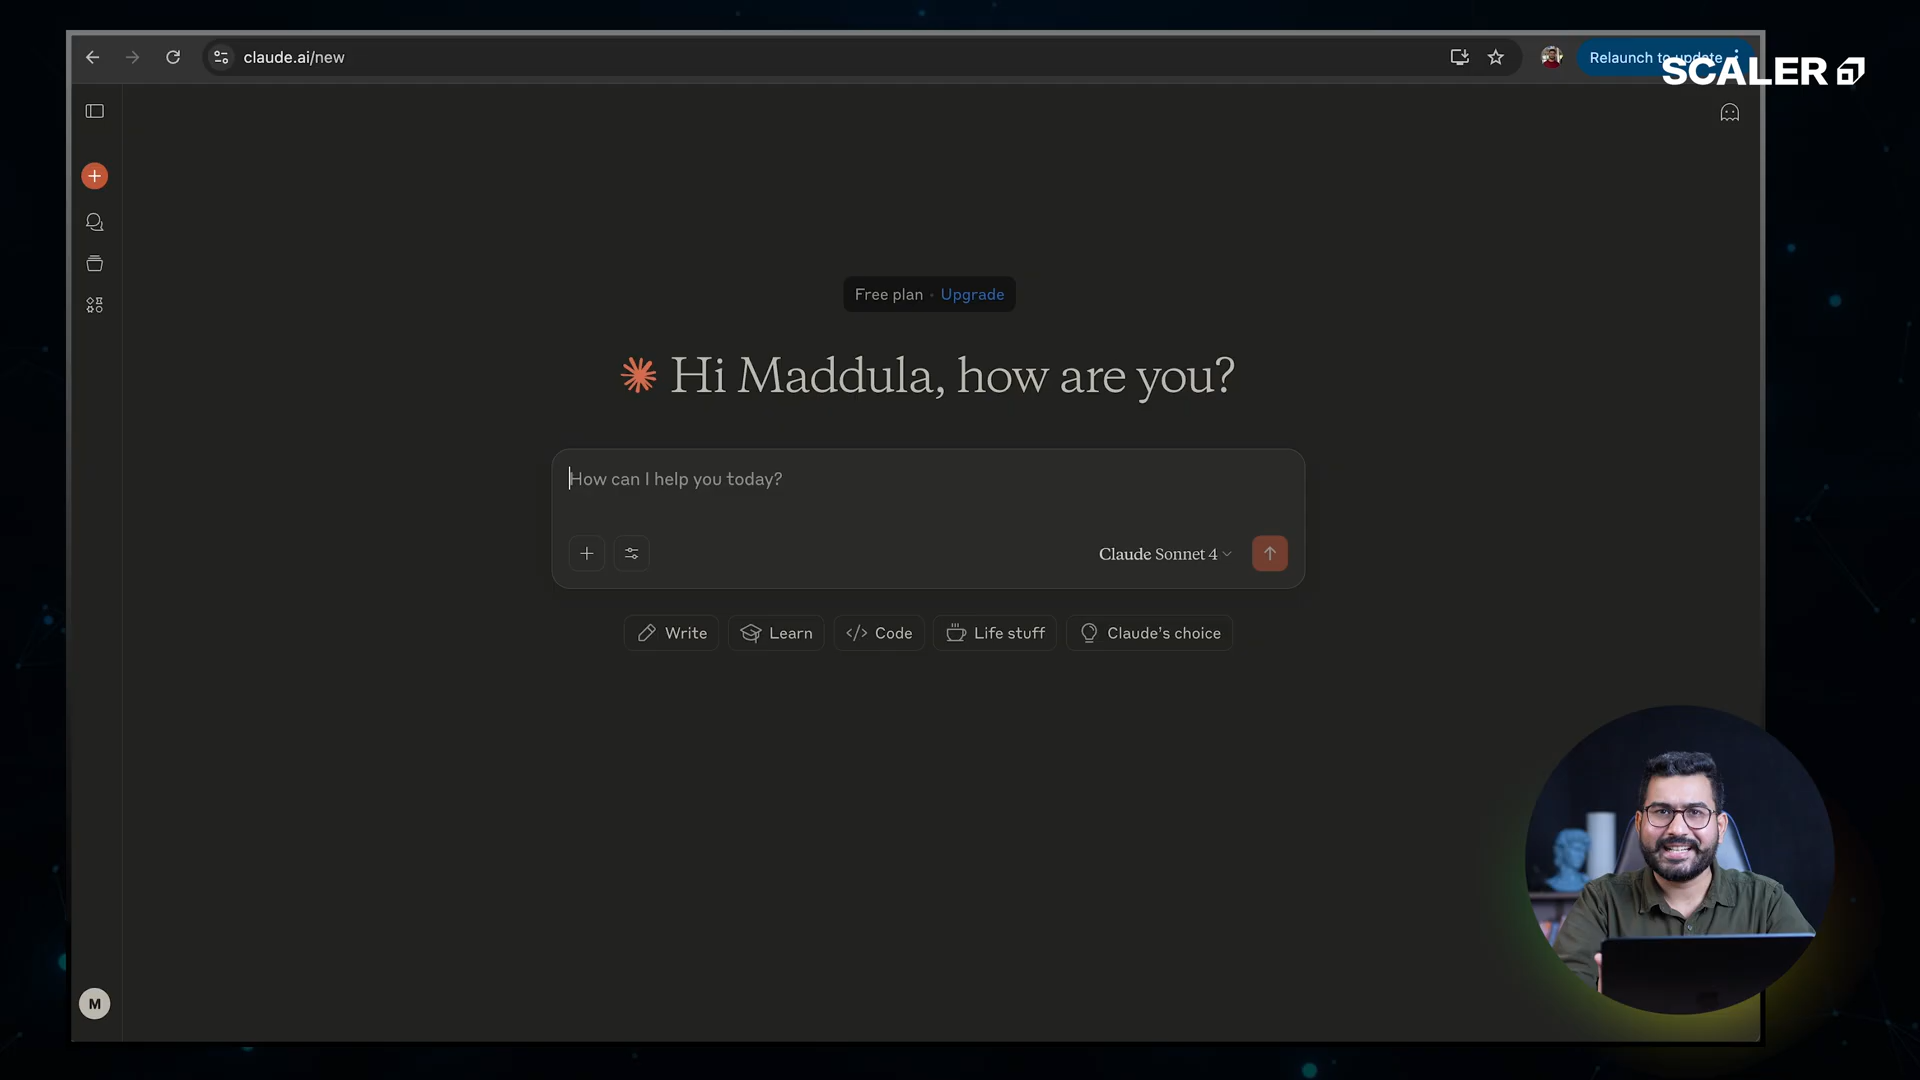 claude.ai/new
Relaunch to update
SCALER
Free plan • Upgrade
Hi Maddula, how are you?
How can I help you today?
Claude Sonnet 4
Write
Learn
Code
Life stuff
Claude's choice
M